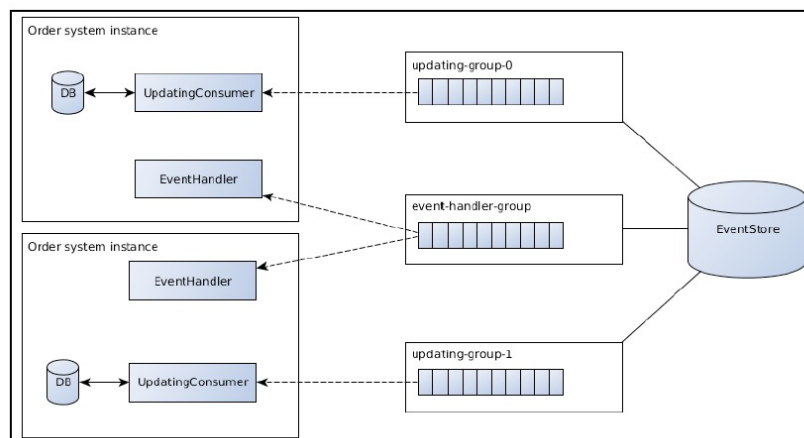 Order system instance
DB
UpdatingConsumer
EventHandler
Order system instance
EventHandler
DB
UpdatingConsumer
updating-group-0
event-handler-group
updating-group-1
EventStore